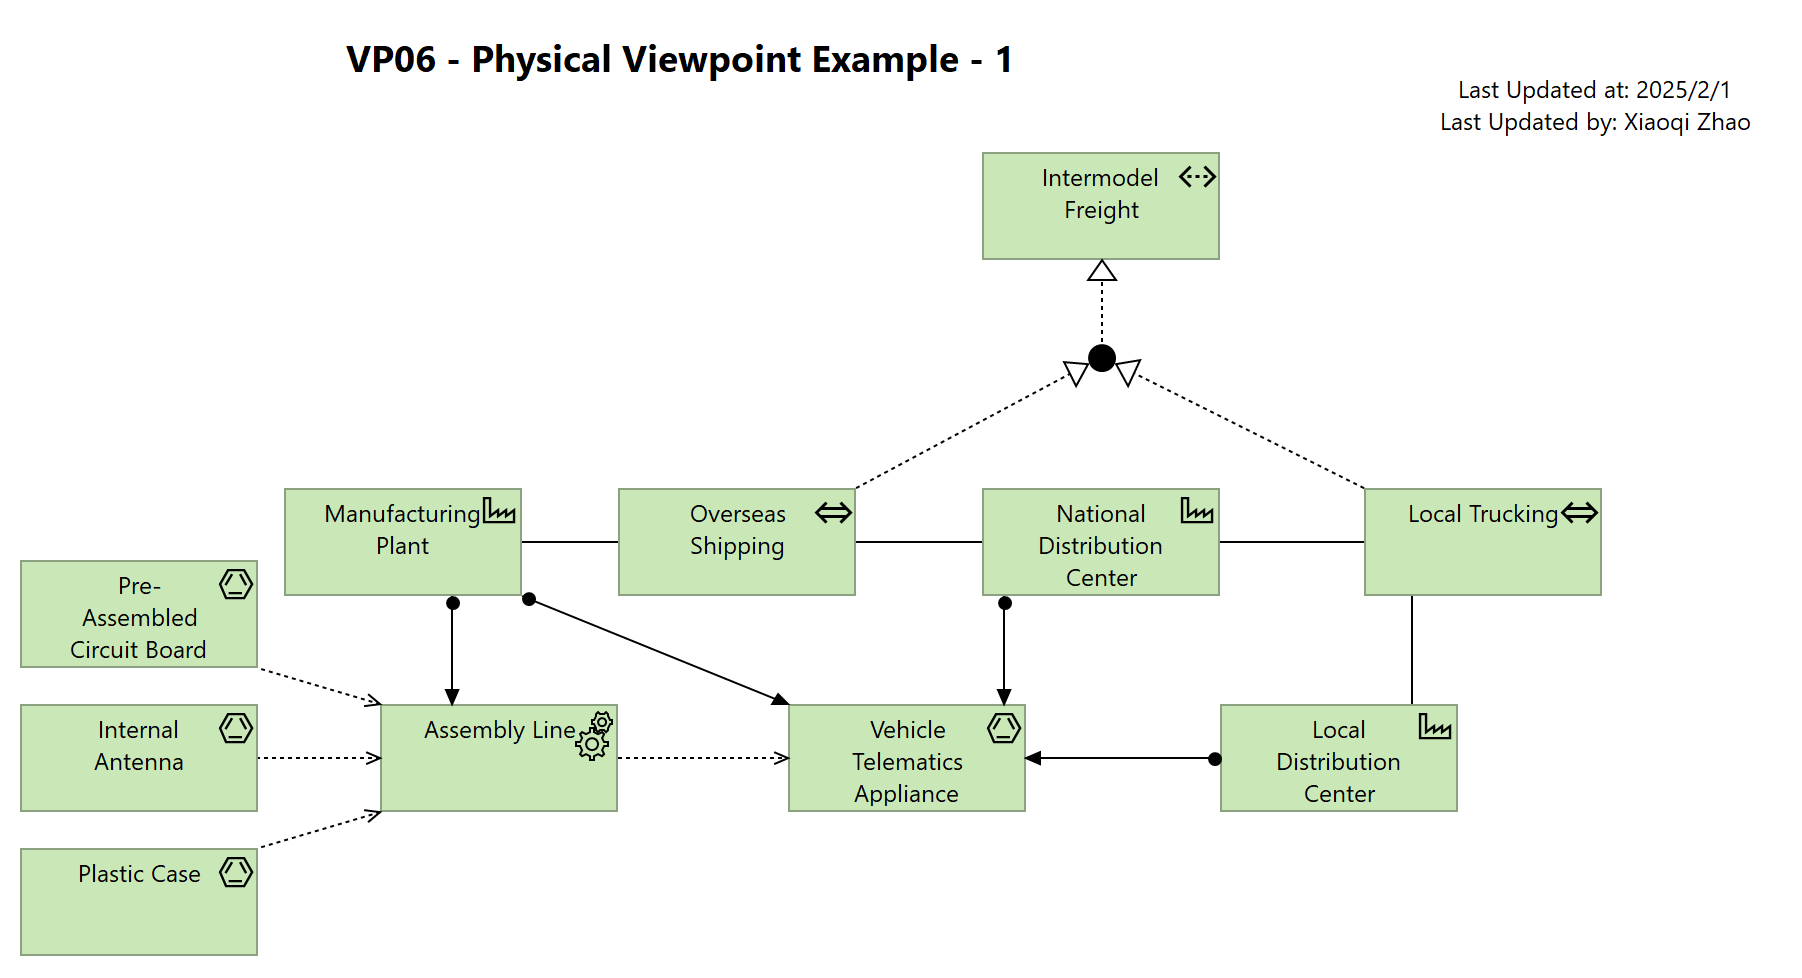 VP06 - Physical Viewpoint Example - 1
Last Updated at: 2025/2/1
Last Updated by: Xiaoqi Zhao
Intermodel
Freight
Manufacturing
Plant
Overseas
Shipping
National
Distribution
Center
Local Trucking
Pre-
Assembled
Circuit Board
Internal
Antenna
Plastic Case
Assembly Line
Vehicle
Telematics
Appliance
Local
Distribution
Center